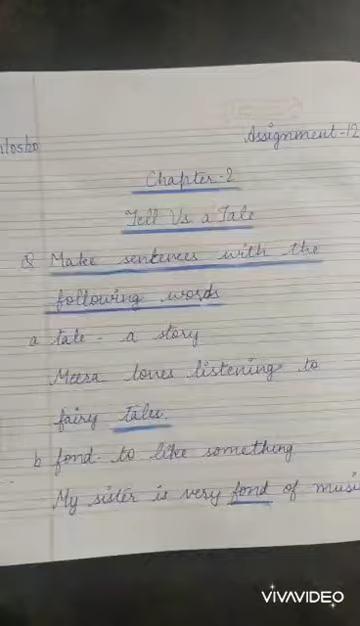 Assignment-12
Chapter-2
Tell Us a Tale
Q Make sentences with the
following words
a tale - a story
Meera loves listening to
fairy tales.
b fond - to like something
My sister is very fond of
VIVAVIDEO